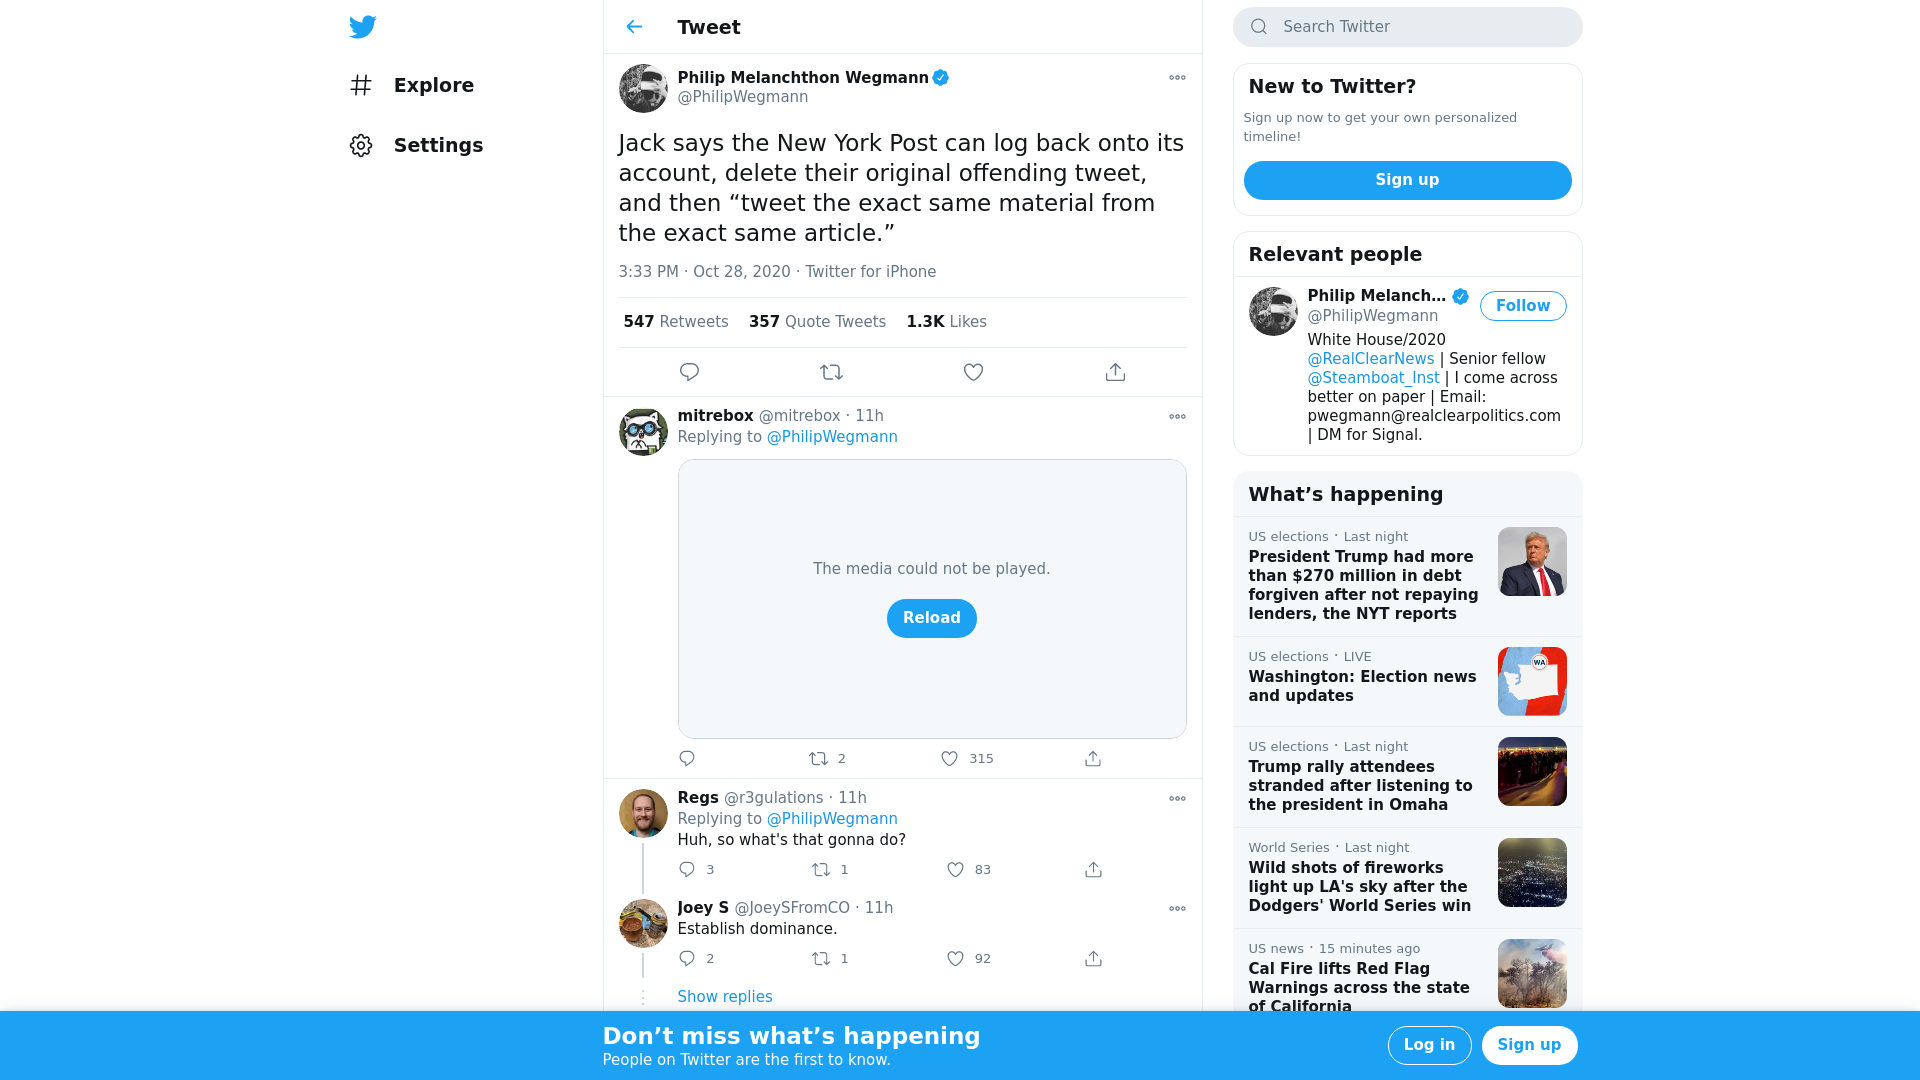 Explore
Settings
Tweet
Philip Melanchthon Wegmann
@PhilipWegmann
Jack says the New York Post can log back onto its
account, delete their original offending tweet,
and then “tweet the exact same material from
the exact same article.”
3:33 PM · Oct 28, 2020 · Twitter for iPhone
547 Retweets 357 Quote Tweets 1.3K Likes
mitrebox @mitrebox · 11h
Replying to @PhilipWegmann
The media could not be played.
Reload
2 315
Regs @r3gulations · 11h
Replying to @PhilipWegmann
Huh, so what's that gonna do?
3 1 83
Joey S @JoeySFromCO · 11h
Establish dominance.
2 1 92
Show replies
Search Twitter
New to Twitter?
Sign up now to get your own personalized
timeline!
Sign up
Relevant people
Philip Melanch...
@PhilipWegmann
Follow
White House/2020
@RealClearNews | Senior fellow
@Steamboat_Inst | I come across
better on paper | Email:
pwegmann@realclearpolitics.com
| DM for Signal.
What’s happening
US elections · Last night
President Trump had more
than $270 million in debt
forgiven after not repaying
lenders, the NYT reports
US elections · LIVE
Washington: Election news
and updates
WA
US elections · Last night
Trump rally attendees
stranded after listening to
the president in Omaha
World Series · Last night
Wild shots of fireworks
light up LA's sky after the
Dodgers' World Series win
US news · 15 minutes ago
Cal Fire lifts Red Flag
Warnings across the state
of California
Don’t miss what’s happening
People on Twitter are the first to know.
Log in
Sign up